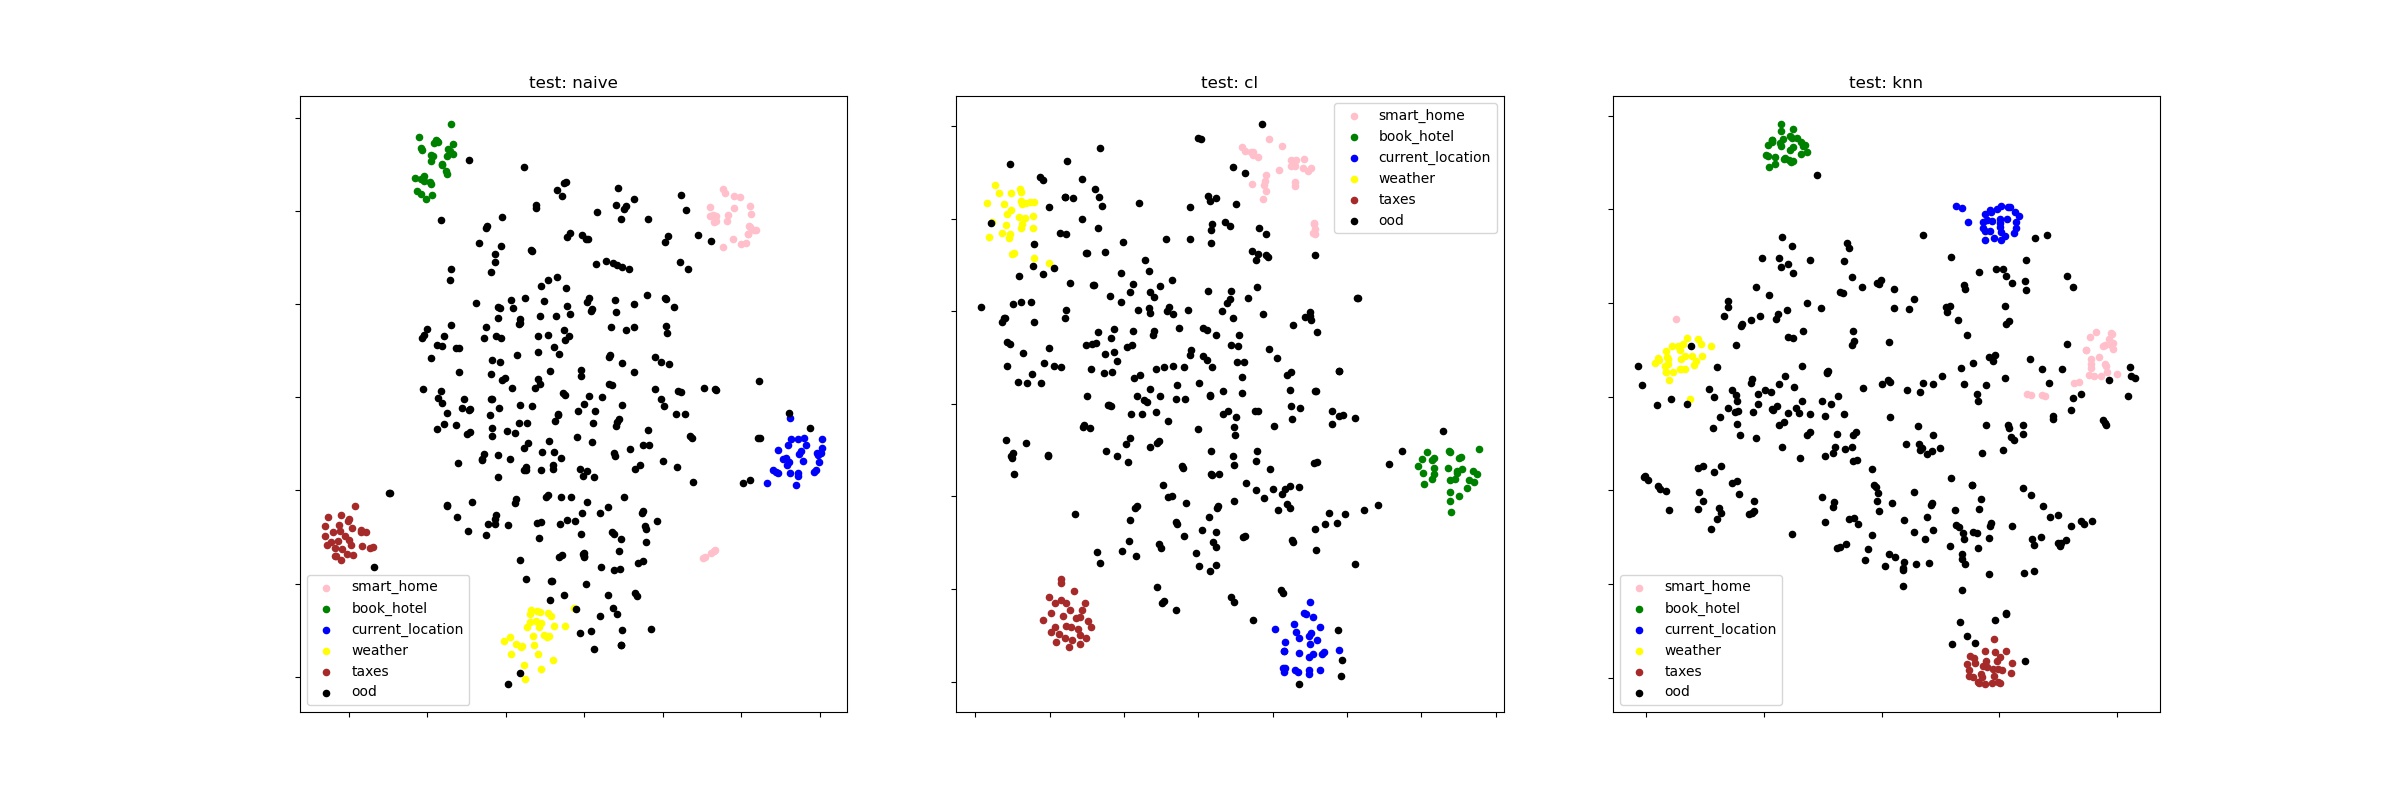 test: naive
smart_home
book_hotel
current_location
weather
taxes
ood
test: cl
smart_home
book_hotel
current_location
weather
taxes
ood
test: knn
smart_home
book_hotel
current_location
weather
taxes
ood